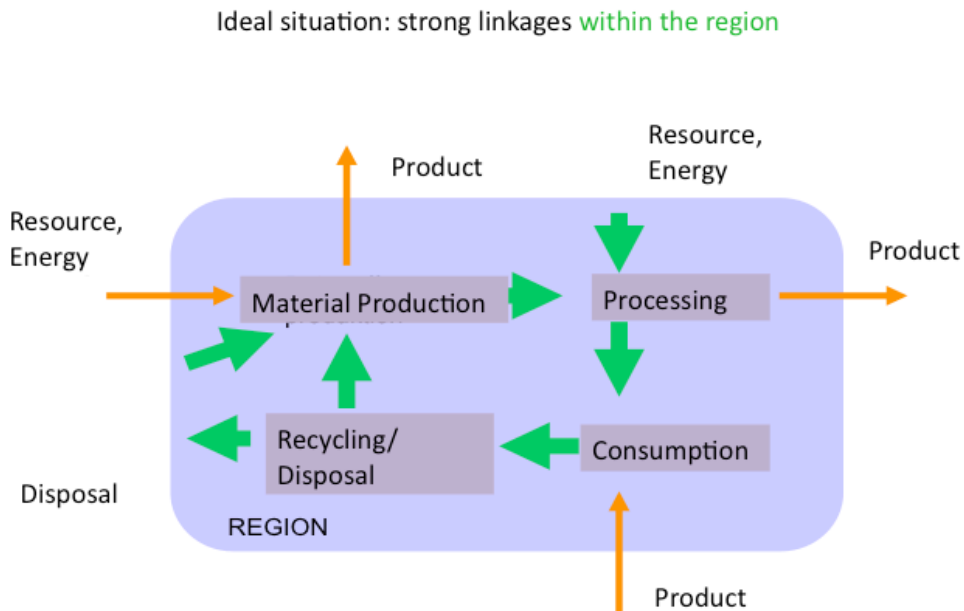 Ideal situation: strong linkages within the region
Product
Resource,
Energy
Resource,
Energy
Product
Material Production
Processing
Recycling/
Disposal
Consumption
Disposal
REGION
Product